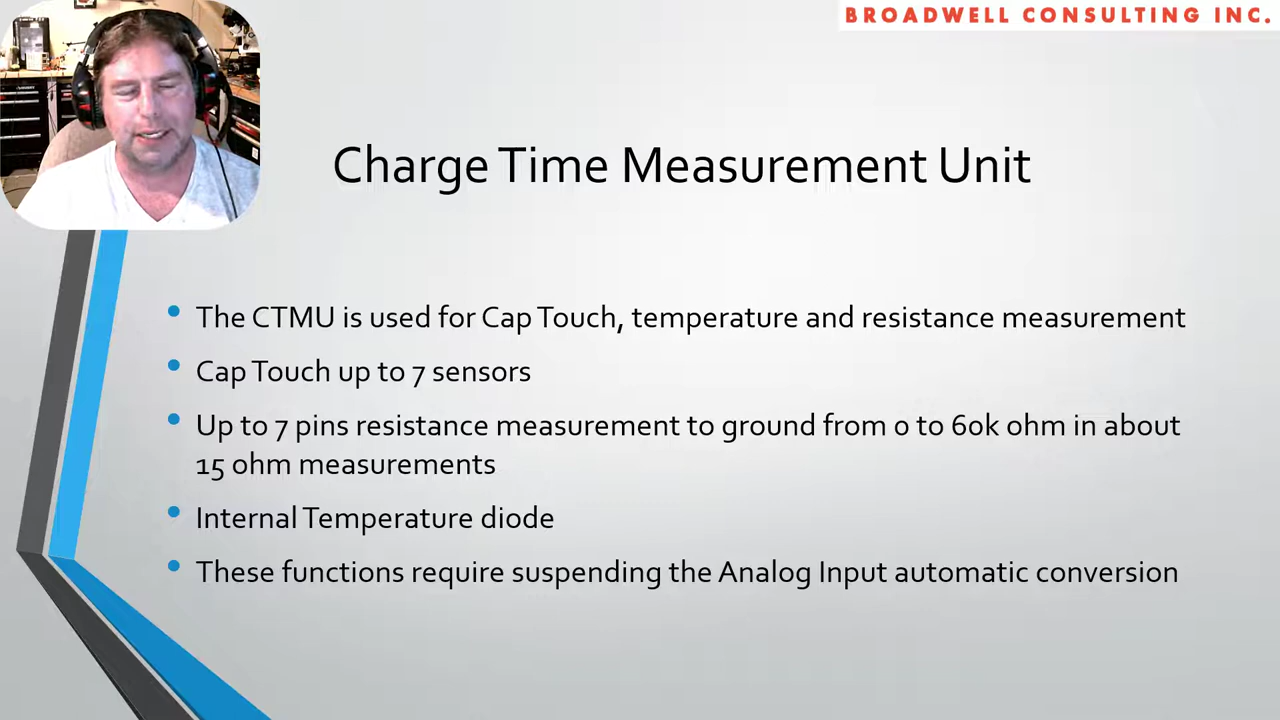 BROADWELL CONSULTING INC.
Charge Time Measurement Unit
• The CTMU is used for Cap Touch, temperature and resistance measurement
• Cap Touch up to 7 sensors
• Up to 7 pins resistance measurement to ground from 0 to 60k ohm in about
15 ohm measurements
• Internal Temperature diode
• These functions require suspending the Analog Input automatic conversion